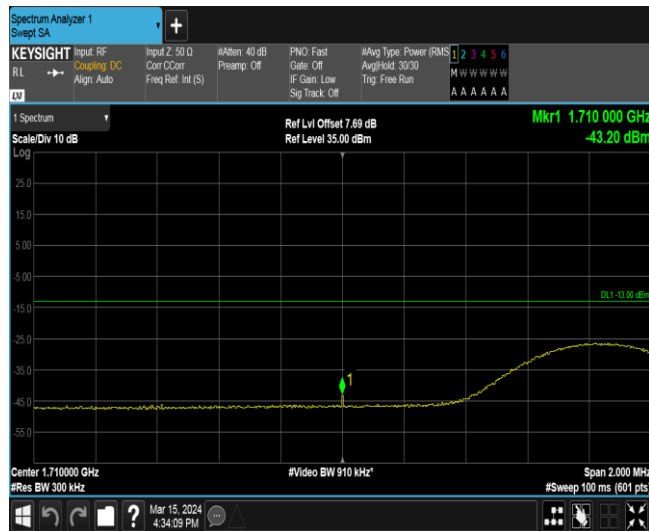 Spectrum Analyzer 1
Swept SA
KEYSIGHT
RL
LXI
Input: RF
Coupling: DC
Align: Auto
Input Z: 50 Ω
Corr CCorr
Freq Ref: Int (S)
#Atten: 40 dB
Preamp: Off
PNO: Fast
Gate: Off
IF Gain: Low
Sig Track: Off
#Avg Type: Power (RMS
Avg|Hold: 30/30
Trig: Free Run
1 2 3 4 5 6
M W W W W W
A A A A A A
1 Spectrum
Scale/Div 10 dB
Log
Ref Lvl Offset 7.69 dB
Ref Level 35.00 dBm
Mkr1 1.710 000 GHz
-43.20 dBm
25.0
15.0
5.00
-5.00
DL1 -13.00 dBm
-15.0
-25.0
-35.0
1
-45.0
-55.0
Center 1.710000 GHz
#Res BW 300 kHz
#Video BW 910 kHz*
Span 2.000 MHz
#Sweep 100 ms (601 pts)
?
Mar 15, 2024
4:34:09 PM